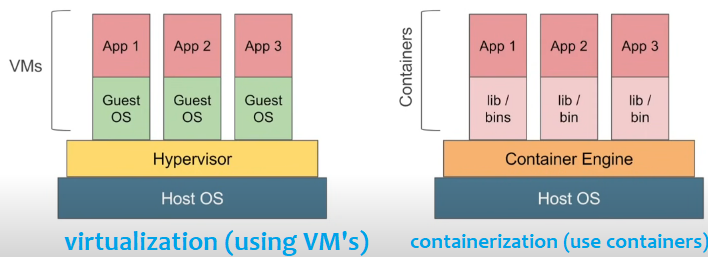 VMs
App 1
App 2
App 3
Guest
OS
Guest
OS
Guest
OS
Hypervisor
Host OS
virtualization (using VM's)
Containers
App 1
App 2
App 3
lib /
bins
lib /
bin
lib /
bin
Container Engine
Host OS
containerization (use containers)